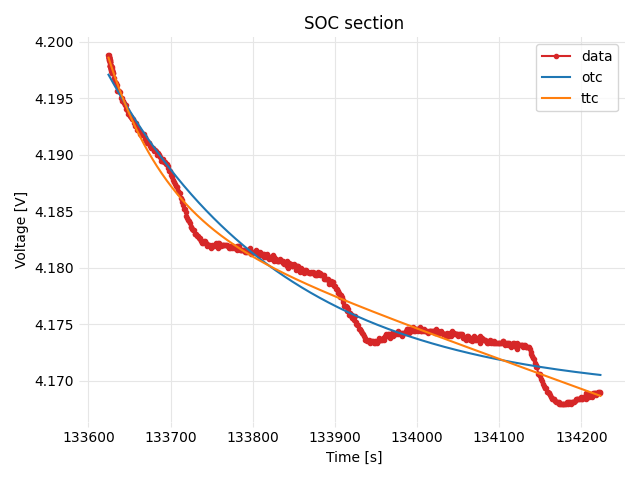 SOC section
4.200
4.195
4.190
4.185
4.180
4.175
4.170
Voltage [V]
data
otc
ttc
133600 133700 133800 133900 134000 134100 134200
Time [s]